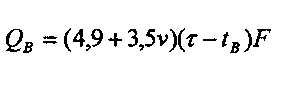 Q_B = (4,9 + 3,5v)(τ − t_B)F